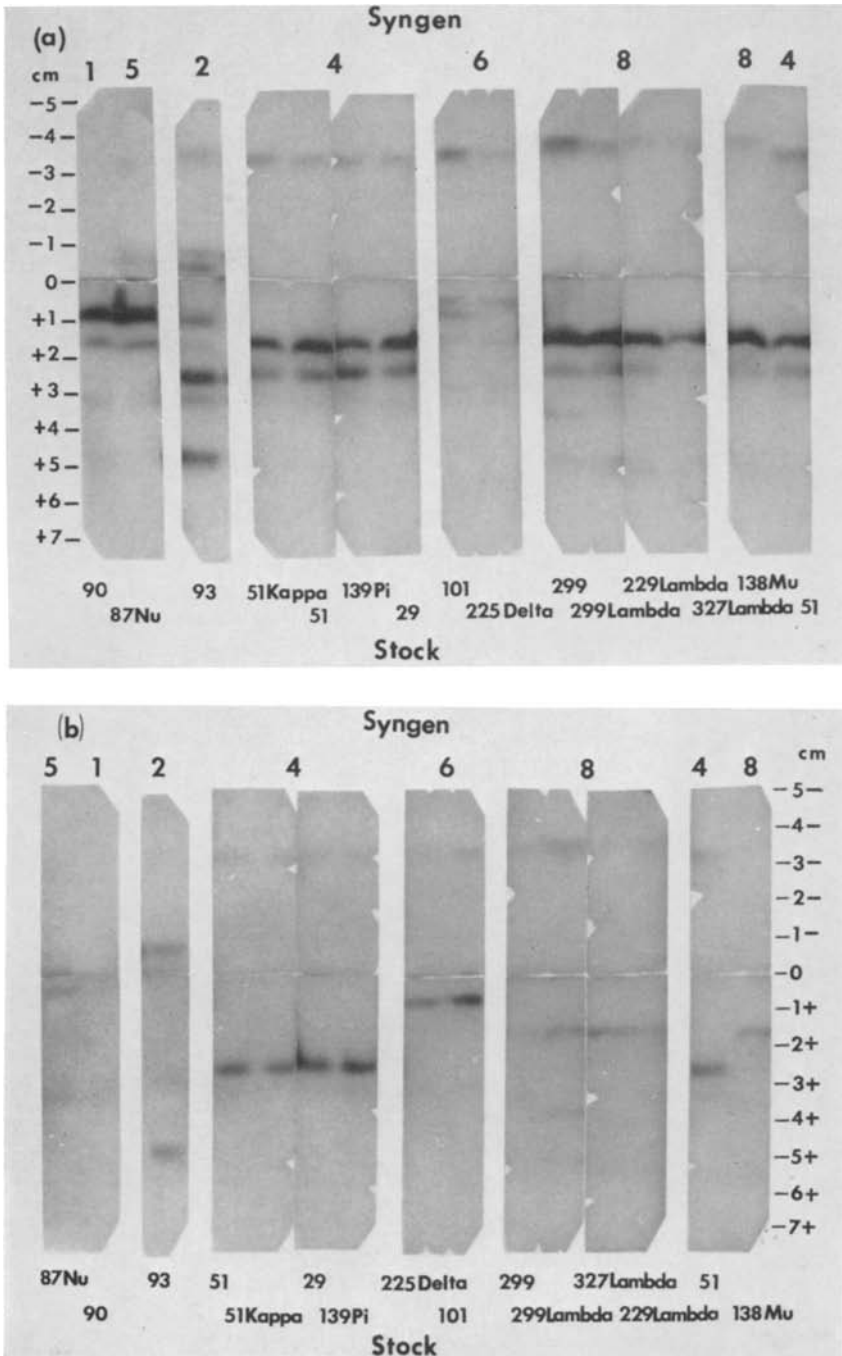 (a)
Syngen
cm 1 5 2 4 6 8 8 4
-5
-4
-3
-2
-1
0
+1
+2
+3
+4
+5
+6
+7
90 93 51Kappa 139Pi 101 299 229Lambda 138Mu
87Nu 51 29 225Delta 299Lambda 327Lambda 51
Stock
(b)
Syngen
5 1 2 4 6 8 4 8 cm
-5-
-4-
-3-
-2-
-1-
-0
-1+
-2+
-3+
-4+
-5+
-6+
-7+
87Nu 93 51 29 225Delta 299 327Lambda 51
90 51Kappa 139Pi 101 299Lambda 229Lambda 138Mu
Stock